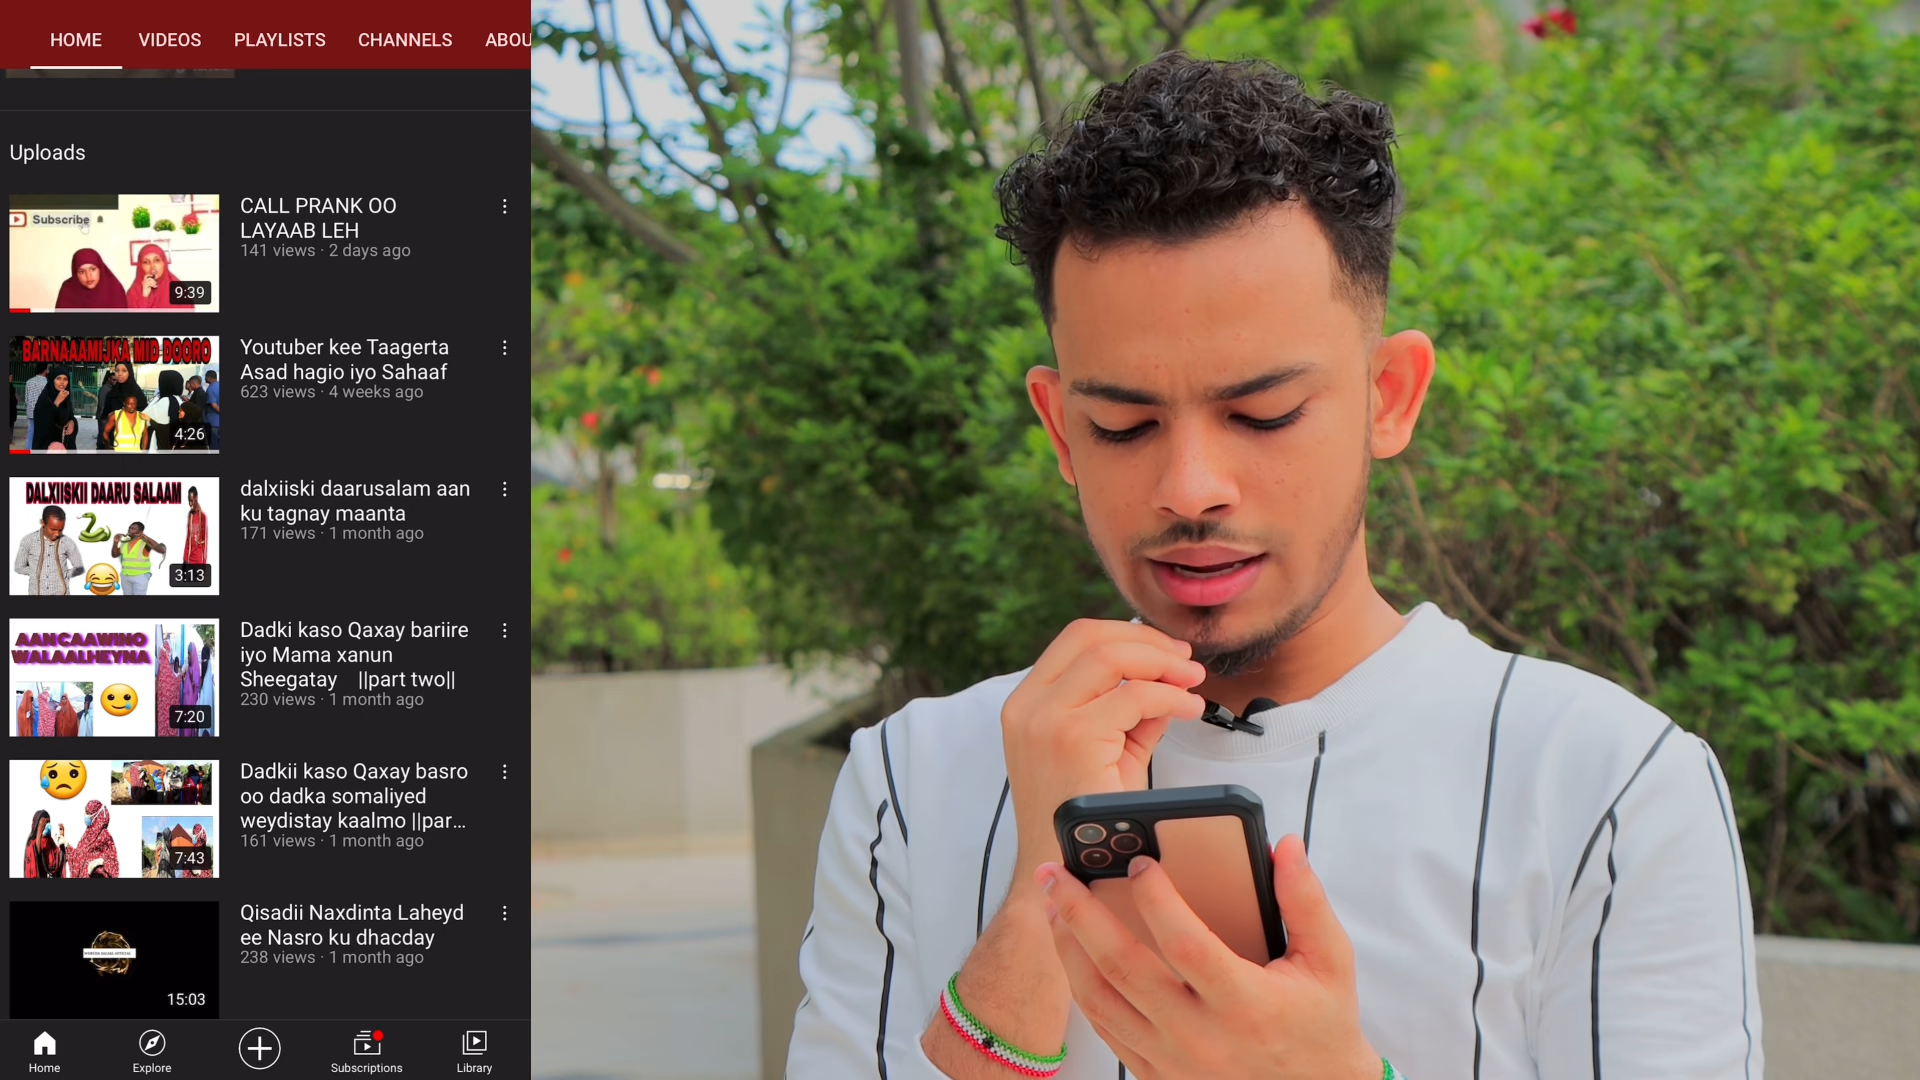 HOME VIDEOS PLAYLISTS CHANNELS ABOU
Uploads
Subscribe
9:39
CALL PRANK OO
LAYAAB LEH
141 views · 2 days ago
BARNAAAMIJKA MID DOORO
4:26
Youtuber kee Taagerta
Asad hagio iyo Sahaaf
623 views · 4 weeks ago
DALXIISKII DAARU SALAAM
3:13
dalxiiski daarusalam aan
ku tagnay maanta
171 views · 1 month ago
AANCAAWINO
WALAALHEYNA
7:20
Dadki kaso Qaxay bariire
iyo Mama xanun
Sheegatay ||part two||
230 views · 1 month ago
7:43
Dadkii kaso Qaxay basro
oo dadka somaliyed
weydistay kaalmo ||par...
161 views · 1 month ago
15:03
Qisadii Naxdinta Laheyd
ee Nasro ku dhacday
238 views · 1 month ago
Home Explore Subscriptions Library